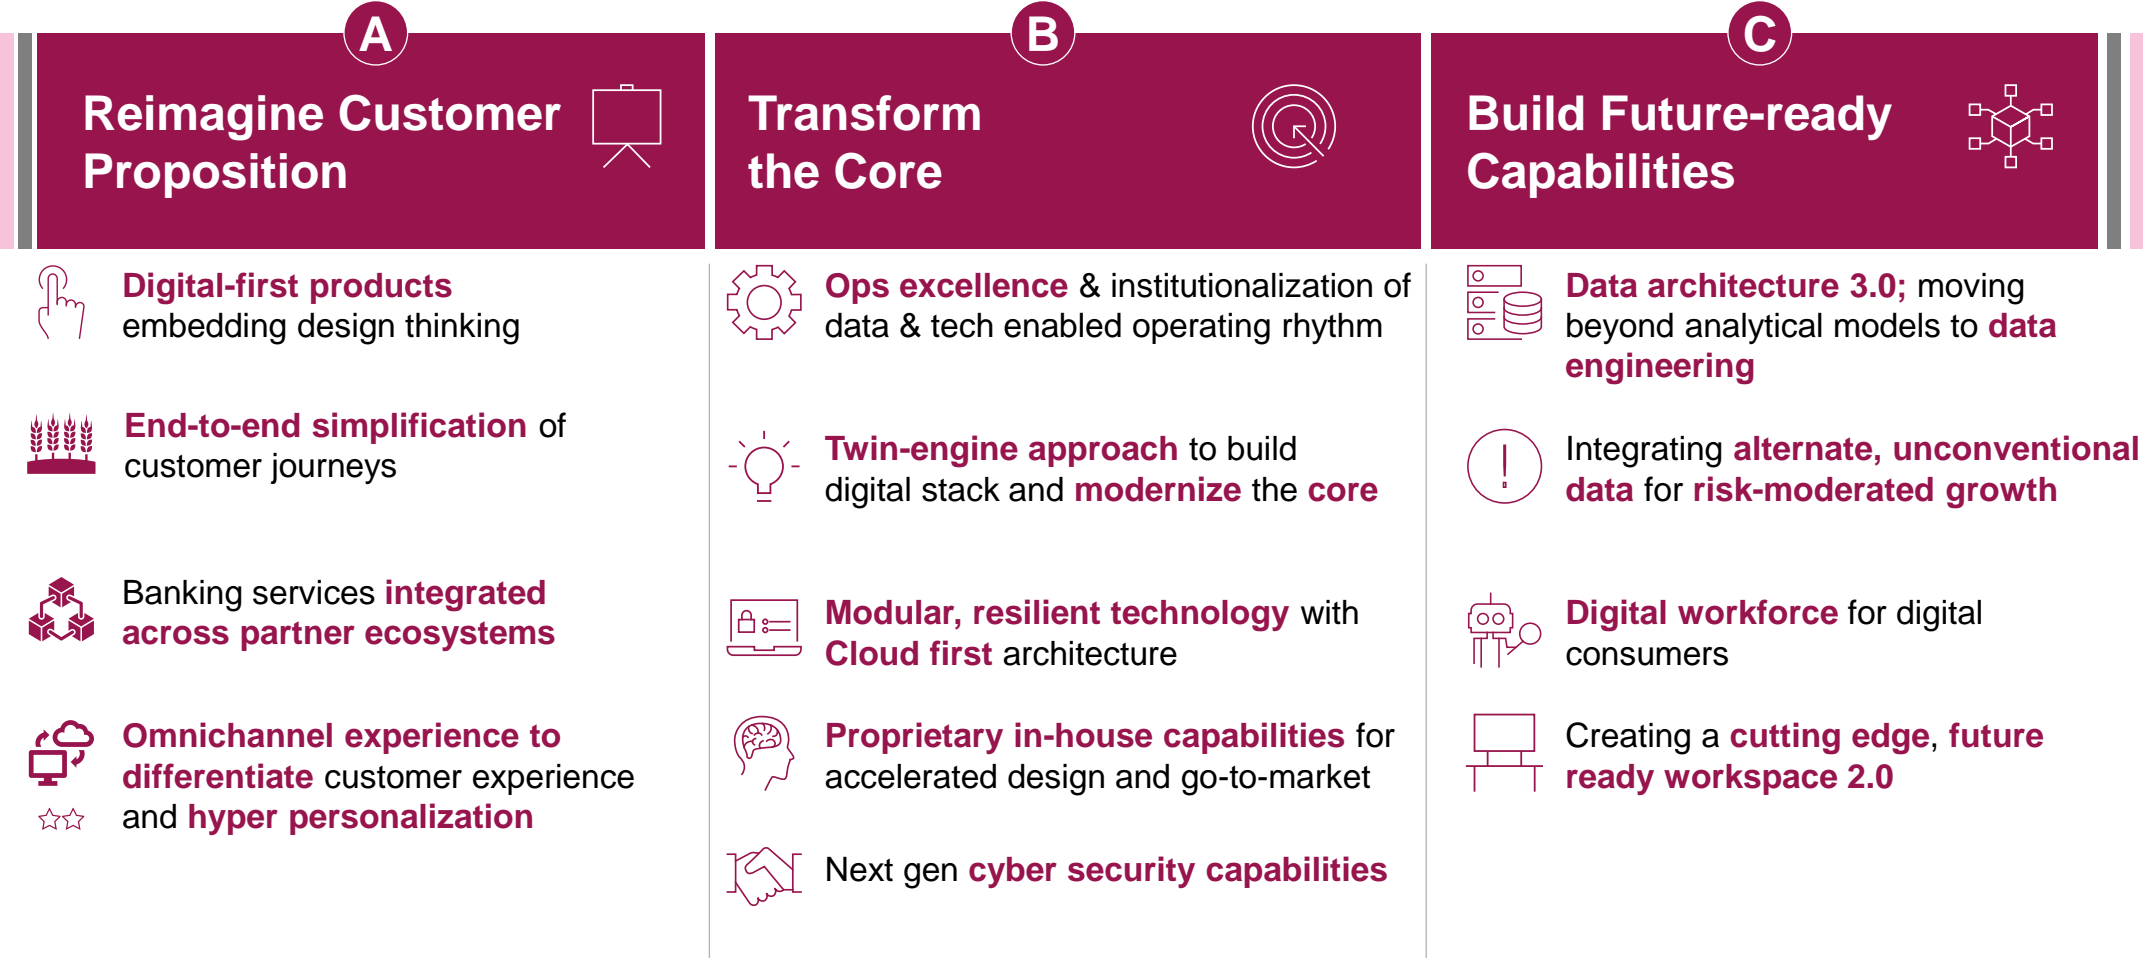 A
Reimagine Customer
Proposition
Digital-first products
embedding design thinking
End-to-end simplification of
customer journeys
Banking services integrated
across partner ecosystems
Omnichannel experience to
differentiate customer experience
and hyper personalization
B
Transform
the Core
Ops excellence & institutionalization of
data & tech enabled operating rhythm
Twin-engine approach to build
digital stack and modernize the core
Modular, resilient technology with
Cloud first architecture
Proprietary in-house capabilities for
accelerated design and go-to-market
Next gen cyber security capabilities
C
Build Future-ready
Capabilities
Data architecture 3.0; moving
beyond analytical models to data
engineering
Integrating alternate, unconventional
data for risk-moderated growth
Digital workforce for digital
consumers
Creating a cutting edge, future
ready workspace 2.0